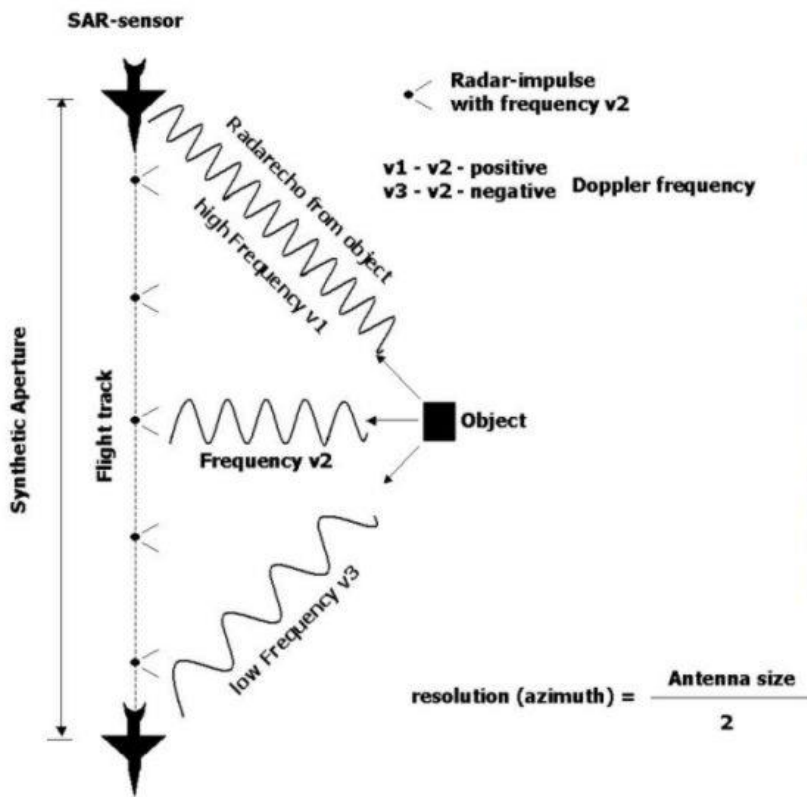 SAR-sensor
Radar-impulse
with frequency v2
v1 - v2 - positive
v3 - v2 - negative
Doppler frequency
Radarecho from object
high Frequency v1
Synthetic Aperture
Flight track
Object
Frequency v2
low Frequency v3
resolution (azimuth) =
Antenna size
2